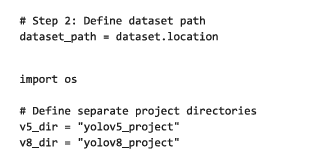 # Step 2: Define dataset path
dataset_path = dataset.location
import os
# Define separate project directories
v5_dir = "yolov5_project"
v8_dir = "yolov8_project"